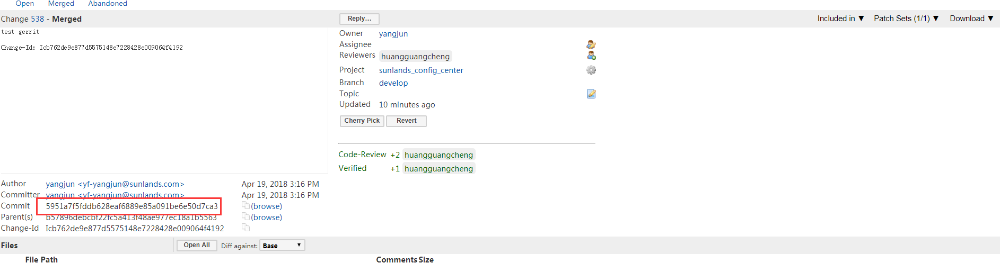 Open Merged Abandoned
Change 538 - Merged Reply... Included in ▼ Patch Sets (1/1) ▼ Download ▼
test gerrit
Change-Id: Icb762de9e877d5575148e7228428e009064f4192
Owner yangjun
Assignee
Reviewers huangguangcheng
Project sunlands_config_center
Branch develop
Topic
Updated 10 minutes ago
Cherry Pick Revert
Code-Review +2 huangguangcheng
Verified +1 huangguangcheng
Author yangjun <yf-yangjun@sunlands.com> Apr 19, 2018 3:16 PM
Committer yangjun <yf-yangjun@sunlands.com> Apr 19, 2018 3:16 PM
Commit 5951a7f5fddb628eaf6889e85a091be6e50d7ca3 (browse)
Parent(s) b57896debcbf22fc5a413f48ae977ec18a1b5563 (browse)
Change-Id Icb762de9e877d5575148e7228428e009064f4192
Files Open All Diff against: Base ▼
File Path Comments Size